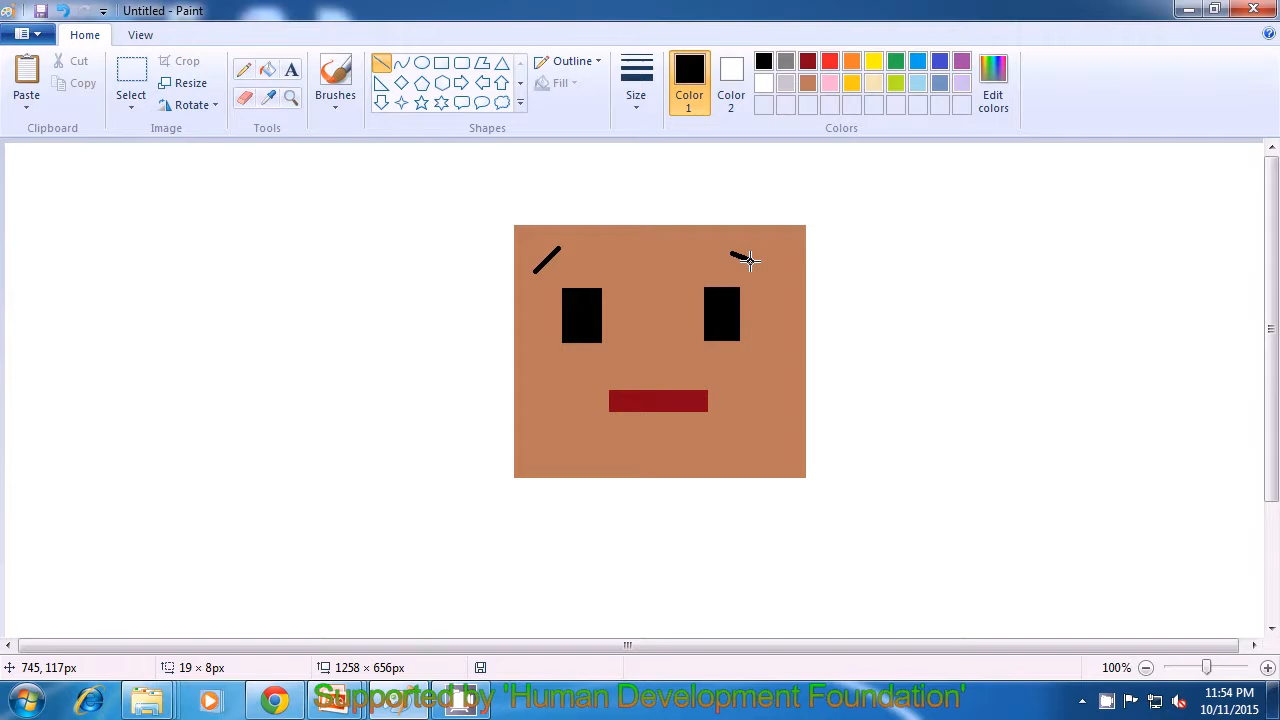 Untitled - Paint
Home
View
Paste
Cut
Copy
Clipboard
Select
Crop
Resize
Rotate
Image
Tools
Brushes
Shapes
Outline
Fill
Size
Color 1
Color 2
Edit colors
Colors
745, 117px
19 × 8px
1258 × 656px
100%
Supported by 'Human Development Foundation'
11:54 PM
10/11/2015